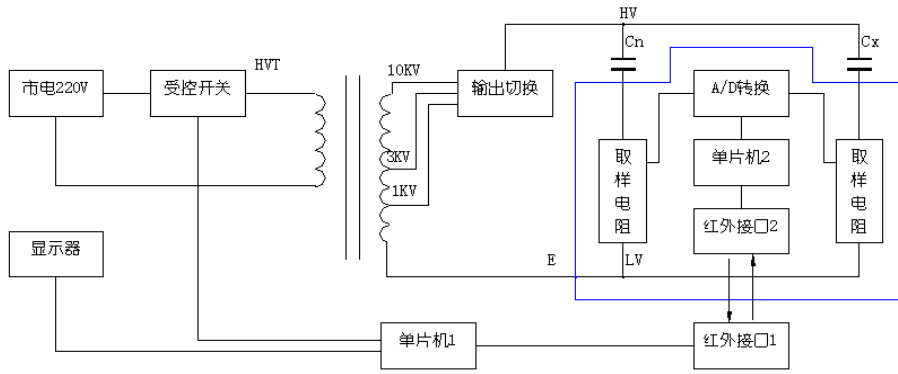 HV
Cn
Cx
HVT
10KV
市电220V
受控开关
输出切换
A/D转换
3KV
1KV
取样电阻
单片机2
取样电阻
红外接口2
显示器
E
LV
单片机1
红外接口1